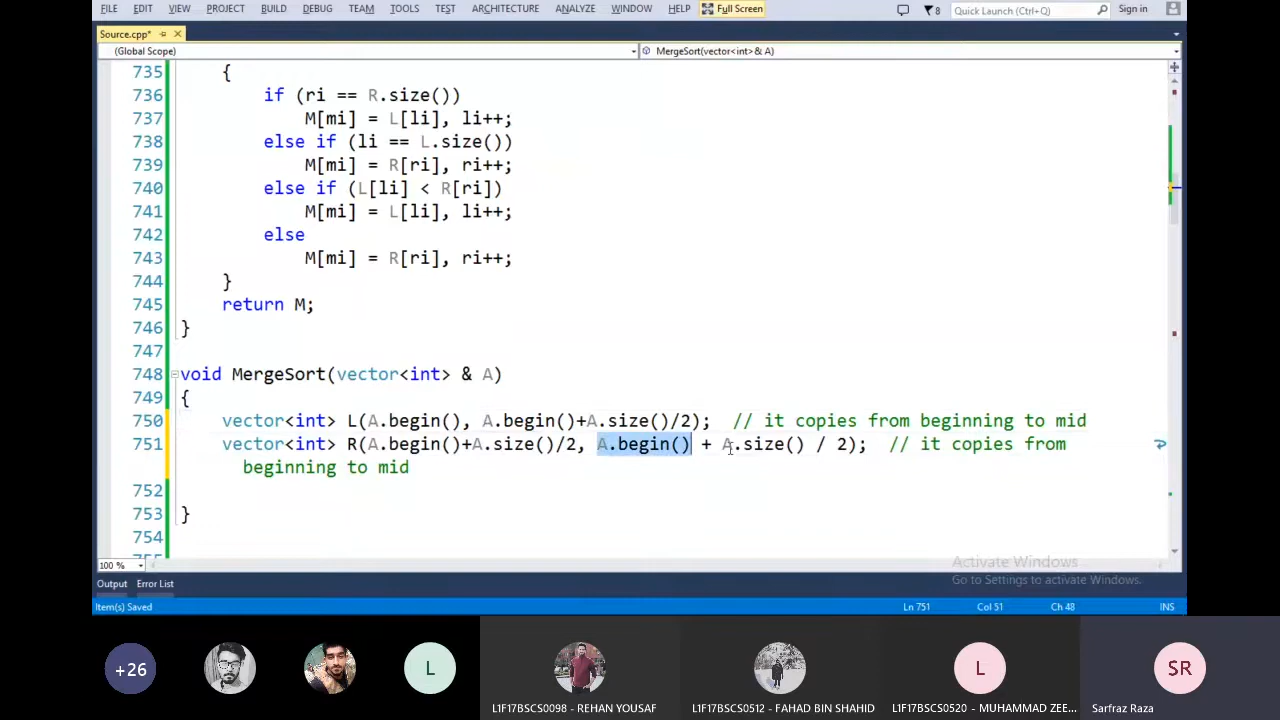 FILE EDIT VIEW PROJECT BUILD DEBUG TEAM TOOLS TEST ARCHITECTURE ANALYZE WINDOW HELP Full Screen 8 Quick Launch (Ctrl+Q) Sign in
Source.cpp*
(Global Scope) MergeSort(vector<int>& A)
735 {
736 if (ri == R.size())
737 M[mi] = L[li], li++;
738 else if (li == L.size())
739 M[mi] = R[ri], ri++;
740 else if (L[li] < R[ri])
741 M[mi] = L[li], li++;
742 else
743 M[mi] = R[ri], ri++;
744 }
745 return M;
746 }
747
748 void MergeSort(vector<int> & A)
749 {
750 vector<int> L(A.begin(), A.begin()+A.size()/2); // it copies from beginning to mid
751 vector<int> R(A.begin()+A.size()/2, A.begin() + A.size() / 2); // it copies from
beginning to mid
752
753 }
754
755
100 %
Activate Windows
Go to Settings to activate Windows.
Output Error List
Item(s) Saved Ln 751 Col 51 Ch 48 INS
+26 L L SR
L1F17BSCS0098 - REHAN YOUSAF L1F17BSCS0512 - FAHAD BIN SHAHID L1F17BSCS0520 - MUHAMMAD ZEE... Sarfraz Raza